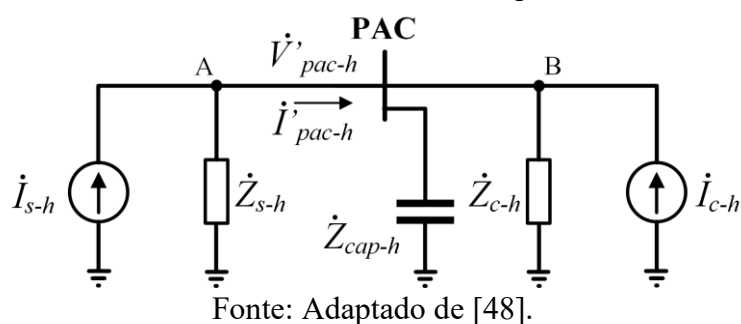 PAC
A V̇'pac-h B
İ'pac-h
İs-h Żs-h Żcap-h Żc-h İc-h
Fonte: Adaptado de [48].